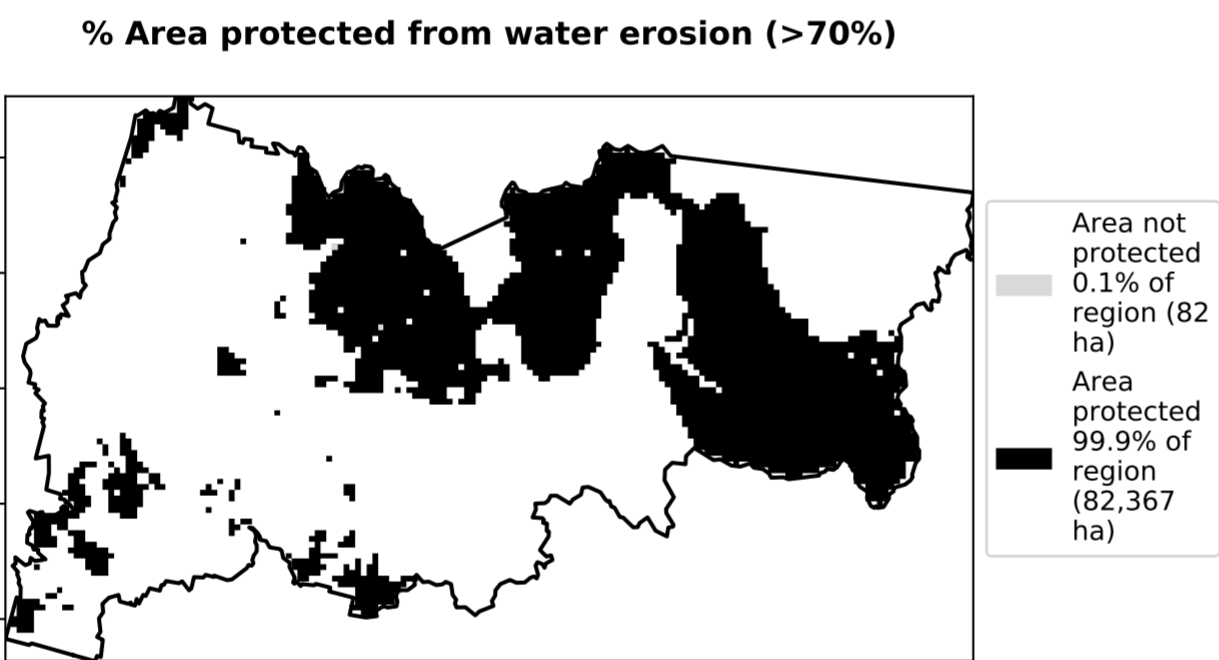 % Area protected from water erosion (>70%)
Area not
protected
0.1% of
region (82
ha)
Area
protected
99.9% of
region
(82,367
ha)